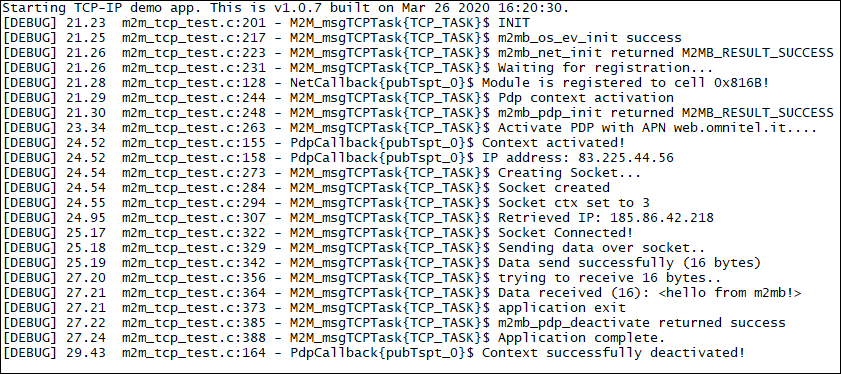 Starting TCP-IP demo app. This is v1.0.7 built on Mar 26 2020 16:20:30.
[DEBUG] 21.23  m2m_tcp_test.c:201 - M2M_msgTCPTask{TCP_TASK}$ INIT
[DEBUG] 21.25  m2m_tcp_test.c:217 - M2M_msgTCPTask{TCP_TASK}$ m2mb_os_ev_init success
[DEBUG] 21.26  m2m_tcp_test.c:223 - M2M_msgTCPTask{TCP_TASK}$ m2mb_net_init returned M2MB_RESULT_SUCCESS
[DEBUG] 21.26  m2m_tcp_test.c:231 - M2M_msgTCPTask{TCP_TASK}$ Waiting for registration...
[DEBUG] 21.28  m2m_tcp_test.c:128 - NetCallback{pubTspt_0}$ Module is registered to cell 0x816B!
[DEBUG] 21.29  m2m_tcp_test.c:244 - M2M_msgTCPTask{TCP_TASK}$ Pdp context activation
[DEBUG] 21.30  m2m_tcp_test.c:248 - M2M_msgTCPTask{TCP_TASK}$ m2mb_pdp_init returned M2MB_RESULT_SUCCESS
[DEBUG] 23.34  m2m_tcp_test.c:263 - M2M_msgTCPTask{TCP_TASK}$ Activate PDP with APN web.omnitel.it....
[DEBUG] 24.52  m2m_tcp_test.c:155 - PdpCallback{pubTspt_0}$ Context activated!
[DEBUG] 24.52  m2m_tcp_test.c:158 - PdpCallback{pubTspt_0}$ IP address: 83.225.44.56
[DEBUG] 24.54  m2m_tcp_test.c:273 - M2M_msgTCPTask{TCP_TASK}$ Creating Socket...
[DEBUG] 24.54  m2m_tcp_test.c:284 - M2M_msgTCPTask{TCP_TASK}$ Socket created
[DEBUG] 24.55  m2m_tcp_test.c:294 - M2M_msgTCPTask{TCP_TASK}$ Socket ctx set to 3
[DEBUG] 24.95  m2m_tcp_test.c:307 - M2M_msgTCPTask{TCP_TASK}$ Retrieved IP: 185.86.42.218
[DEBUG] 25.17  m2m_tcp_test.c:322 - M2M_msgTCPTask{TCP_TASK}$ Socket Connected!
[DEBUG] 25.18  m2m_tcp_test.c:329 - M2M_msgTCPTask{TCP_TASK}$ Sending data over socket..
[DEBUG] 25.19  m2m_tcp_test.c:342 - M2M_msgTCPTask{TCP_TASK}$ Data send successfully (16 bytes)
[DEBUG] 27.20  m2m_tcp_test.c:356 - M2M_msgTCPTask{TCP_TASK}$ trying to receive 16 bytes..
[DEBUG] 27.21  m2m_tcp_test.c:364 - M2M_msgTCPTask{TCP_TASK}$ Data received (16): <hello from m2mb!>
[DEBUG] 27.21  m2m_tcp_test.c:373 - M2M_msgTCPTask{TCP_TASK}$ application exit
[DEBUG] 27.22  m2m_tcp_test.c:385 - M2M_msgTCPTask{TCP_TASK}$ m2mb_pdp_deactivate returned success
[DEBUG] 27.24  m2m_tcp_test.c:388 - M2M_msgTCPTask{TCP_TASK}$ Application complete.
[DEBUG] 29.43  m2m_tcp_test.c:164 - PdpCallback{pubTspt_0}$ Context successfully deactivated!